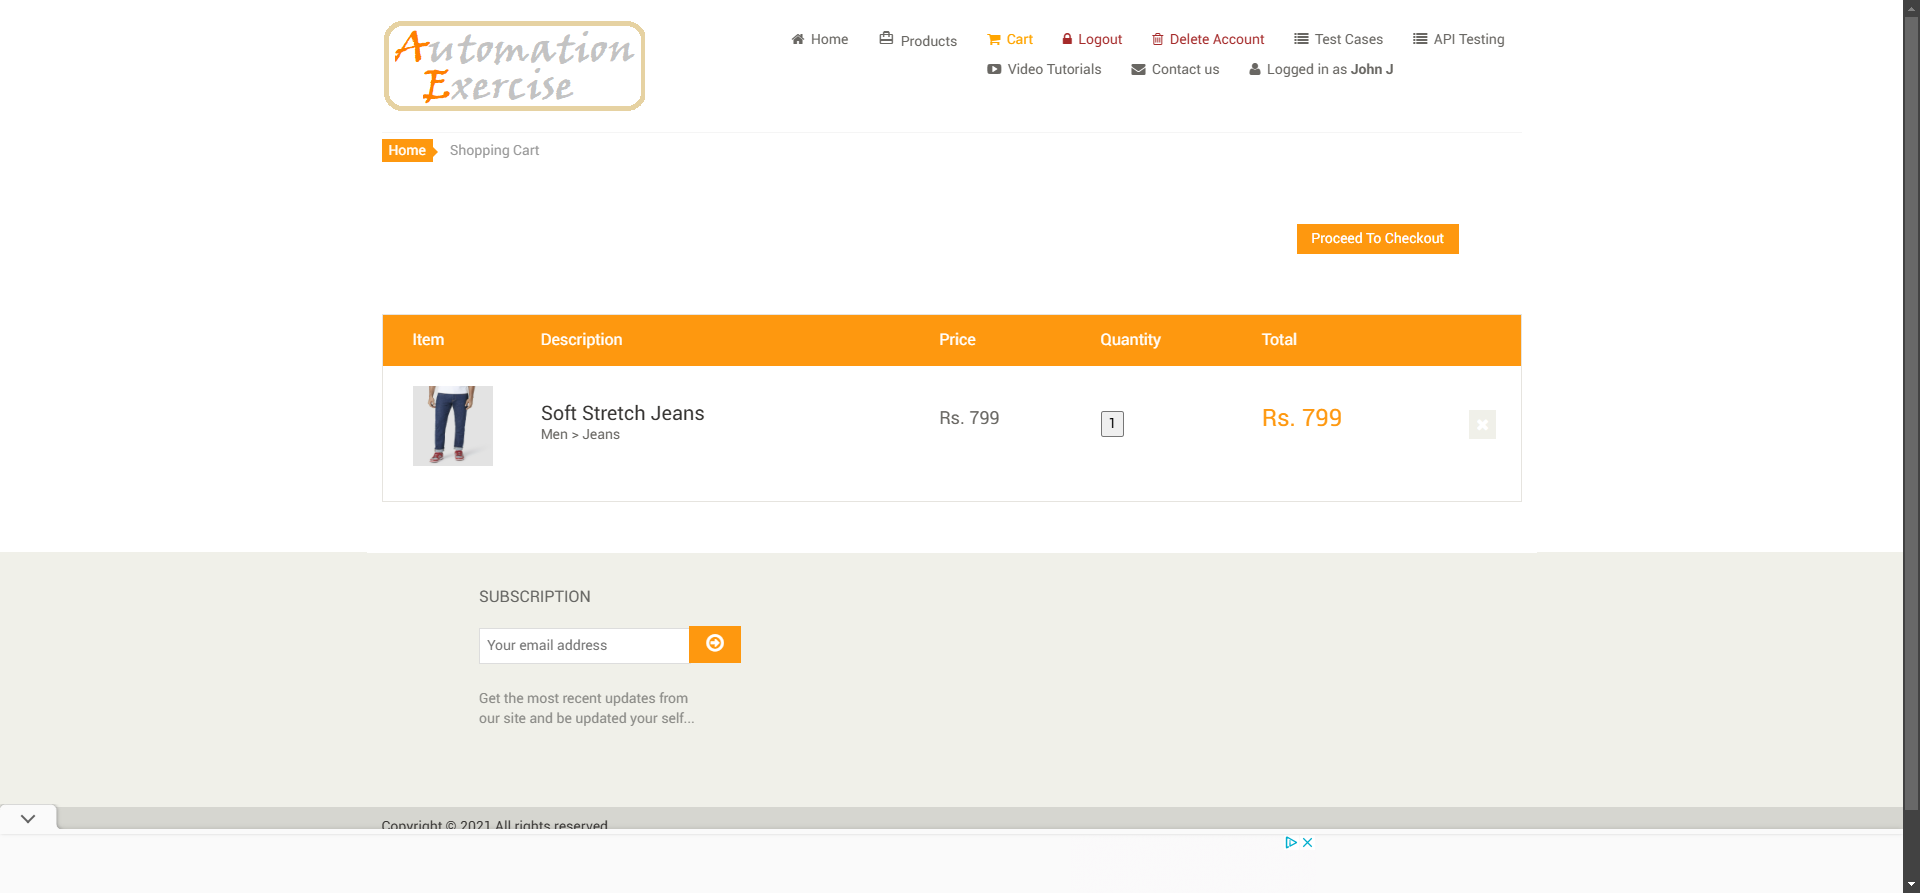 Automation
Exercise
Home
Products
Cart
Logout
Delete Account
Test Cases
API Testing
Video Tutorials
Contact us
Logged in as John J
Home
Shopping Cart
Proceed To Checkout
Item Description Price Quantity Total
Soft Stretch Jeans
Men > Jeans
Rs. 799
1
Rs. 799
SUBSCRIPTION
Your email address
Get the most recent updates from
our site and be updated your self...
Copyright © 2021 All rights reserved